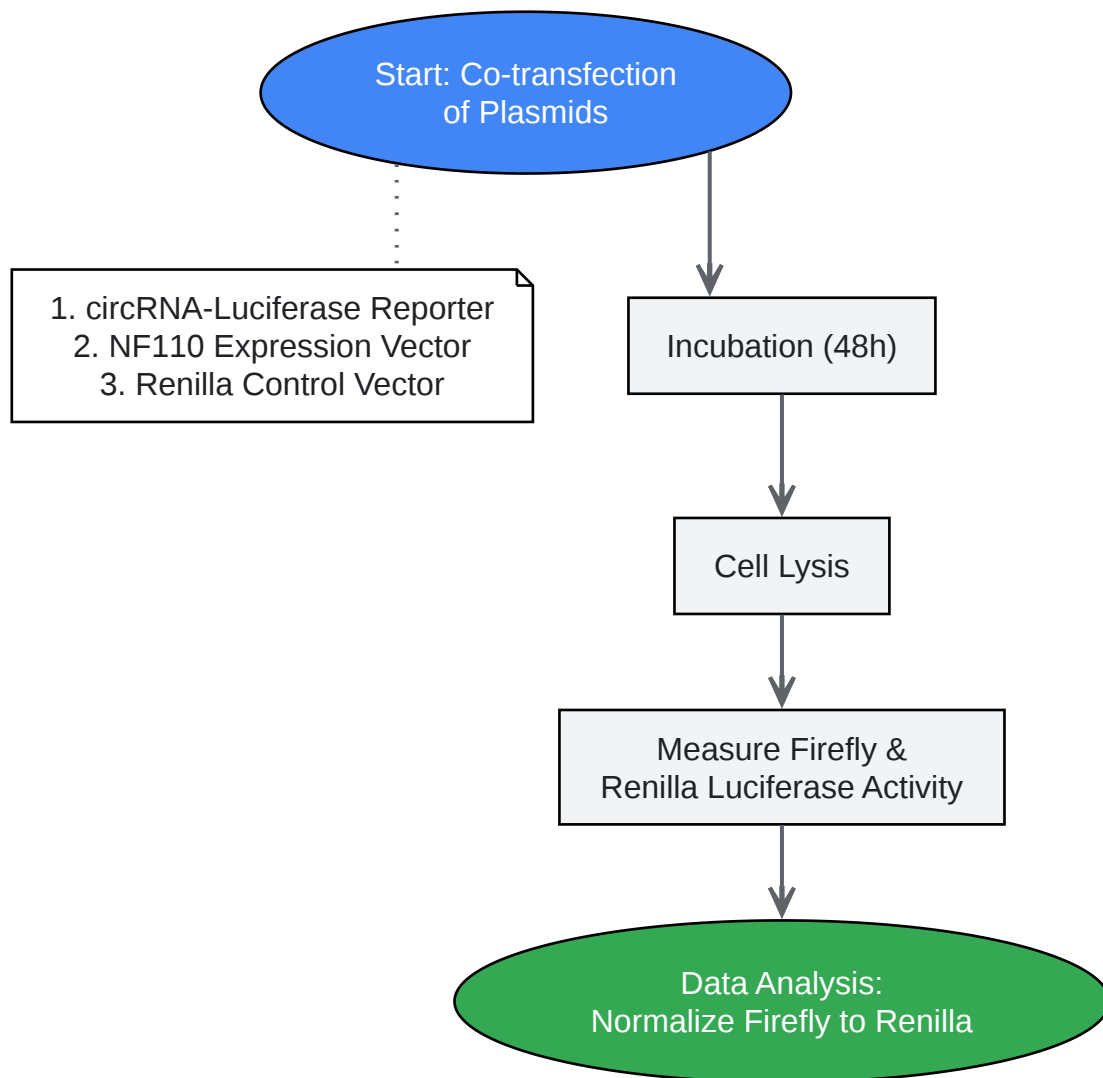 Start: Co-transfection
of Plasmids
1. circRNA-Luciferase Reporter
2. NF110 Expression Vector
3. Renilla Control Vector
Incubation (48h)
Cell Lysis
Measure Firefly &
Renilla Luciferase Activity
Data Analysis:
Normalize Firefly to Renilla